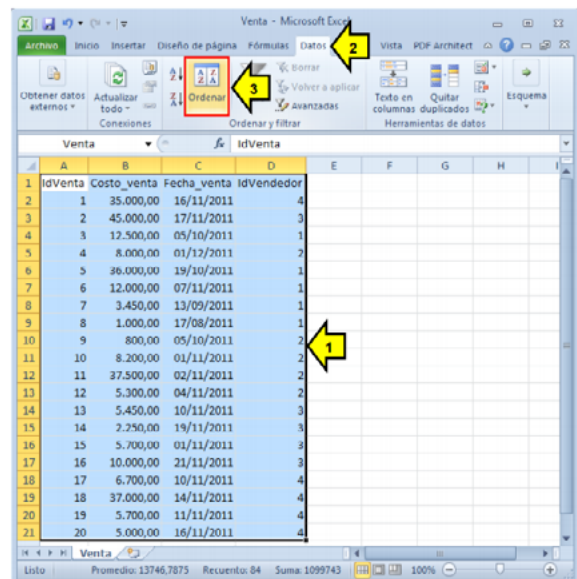 Venta - Microsoft Excel
Archivo Inicio Insertar Diseño de página Fórmulas Datos 2 Vista PDF Architect
Obtener datos externos
Actualizar todo
Conexiones
Ordenar
3
Borrar
Volver a aplicar
Avanzadas
Ordenar y filtrar
Texto en columnas
Quitar duplicados
Herramientas de datos
Esquema
Venta fx IdVenta
A B C D E F G H I
1 IdVenta Costo_venta Fecha_venta IdVendedor
2 1 35.000,00 16/11/2011 4
3 2 45.000,00 17/11/2011 3
4 3 12.500,00 05/10/2011 1
5 4 8.000,00 01/12/2011 2
6 5 36.000,00 19/10/2011 1
7 6 12.000,00 07/11/2011 1
8 7 3.450,00 13/09/2011 1
9 8 1.000,00 17/08/2011 1
10 9 800,00 05/10/2011 2
1
11 10 8.200,00 01/11/2011 2
12 11 37.500,00 02/11/2011 2
13 12 5.300,00 04/11/2011 2
14 13 5.450,00 10/11/2011 3
15 14 2.250,00 19/11/2011 3
16 15 5.700,00 01/11/2011 3
17 16 10.000,00 21/11/2011 3
18 17 6.700,00 10/11/2011 4
19 18 37.000,00 14/11/2011 4
20 19 5.700,00 11/11/2011 4
21 20 5.000,00 16/11/2011 4
Venta
Listo Promedio: 13746,7875 Recuento: 84 Suma: 1099743 100%